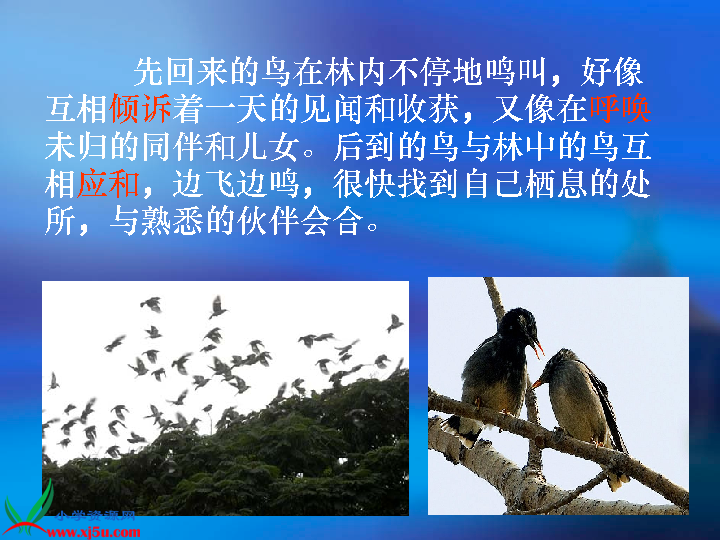 先回来的鸟在林内不停地鸣叫，好像
互相倾诉着一天的见闻和收获，又像在呼唤
未归的同伴和儿女。后到的鸟与林中的鸟互
相应和，边飞边鸣，很快找到自己栖息的处
所，与熟悉的伙伴会合。
小学资源网
www.xj5u.com